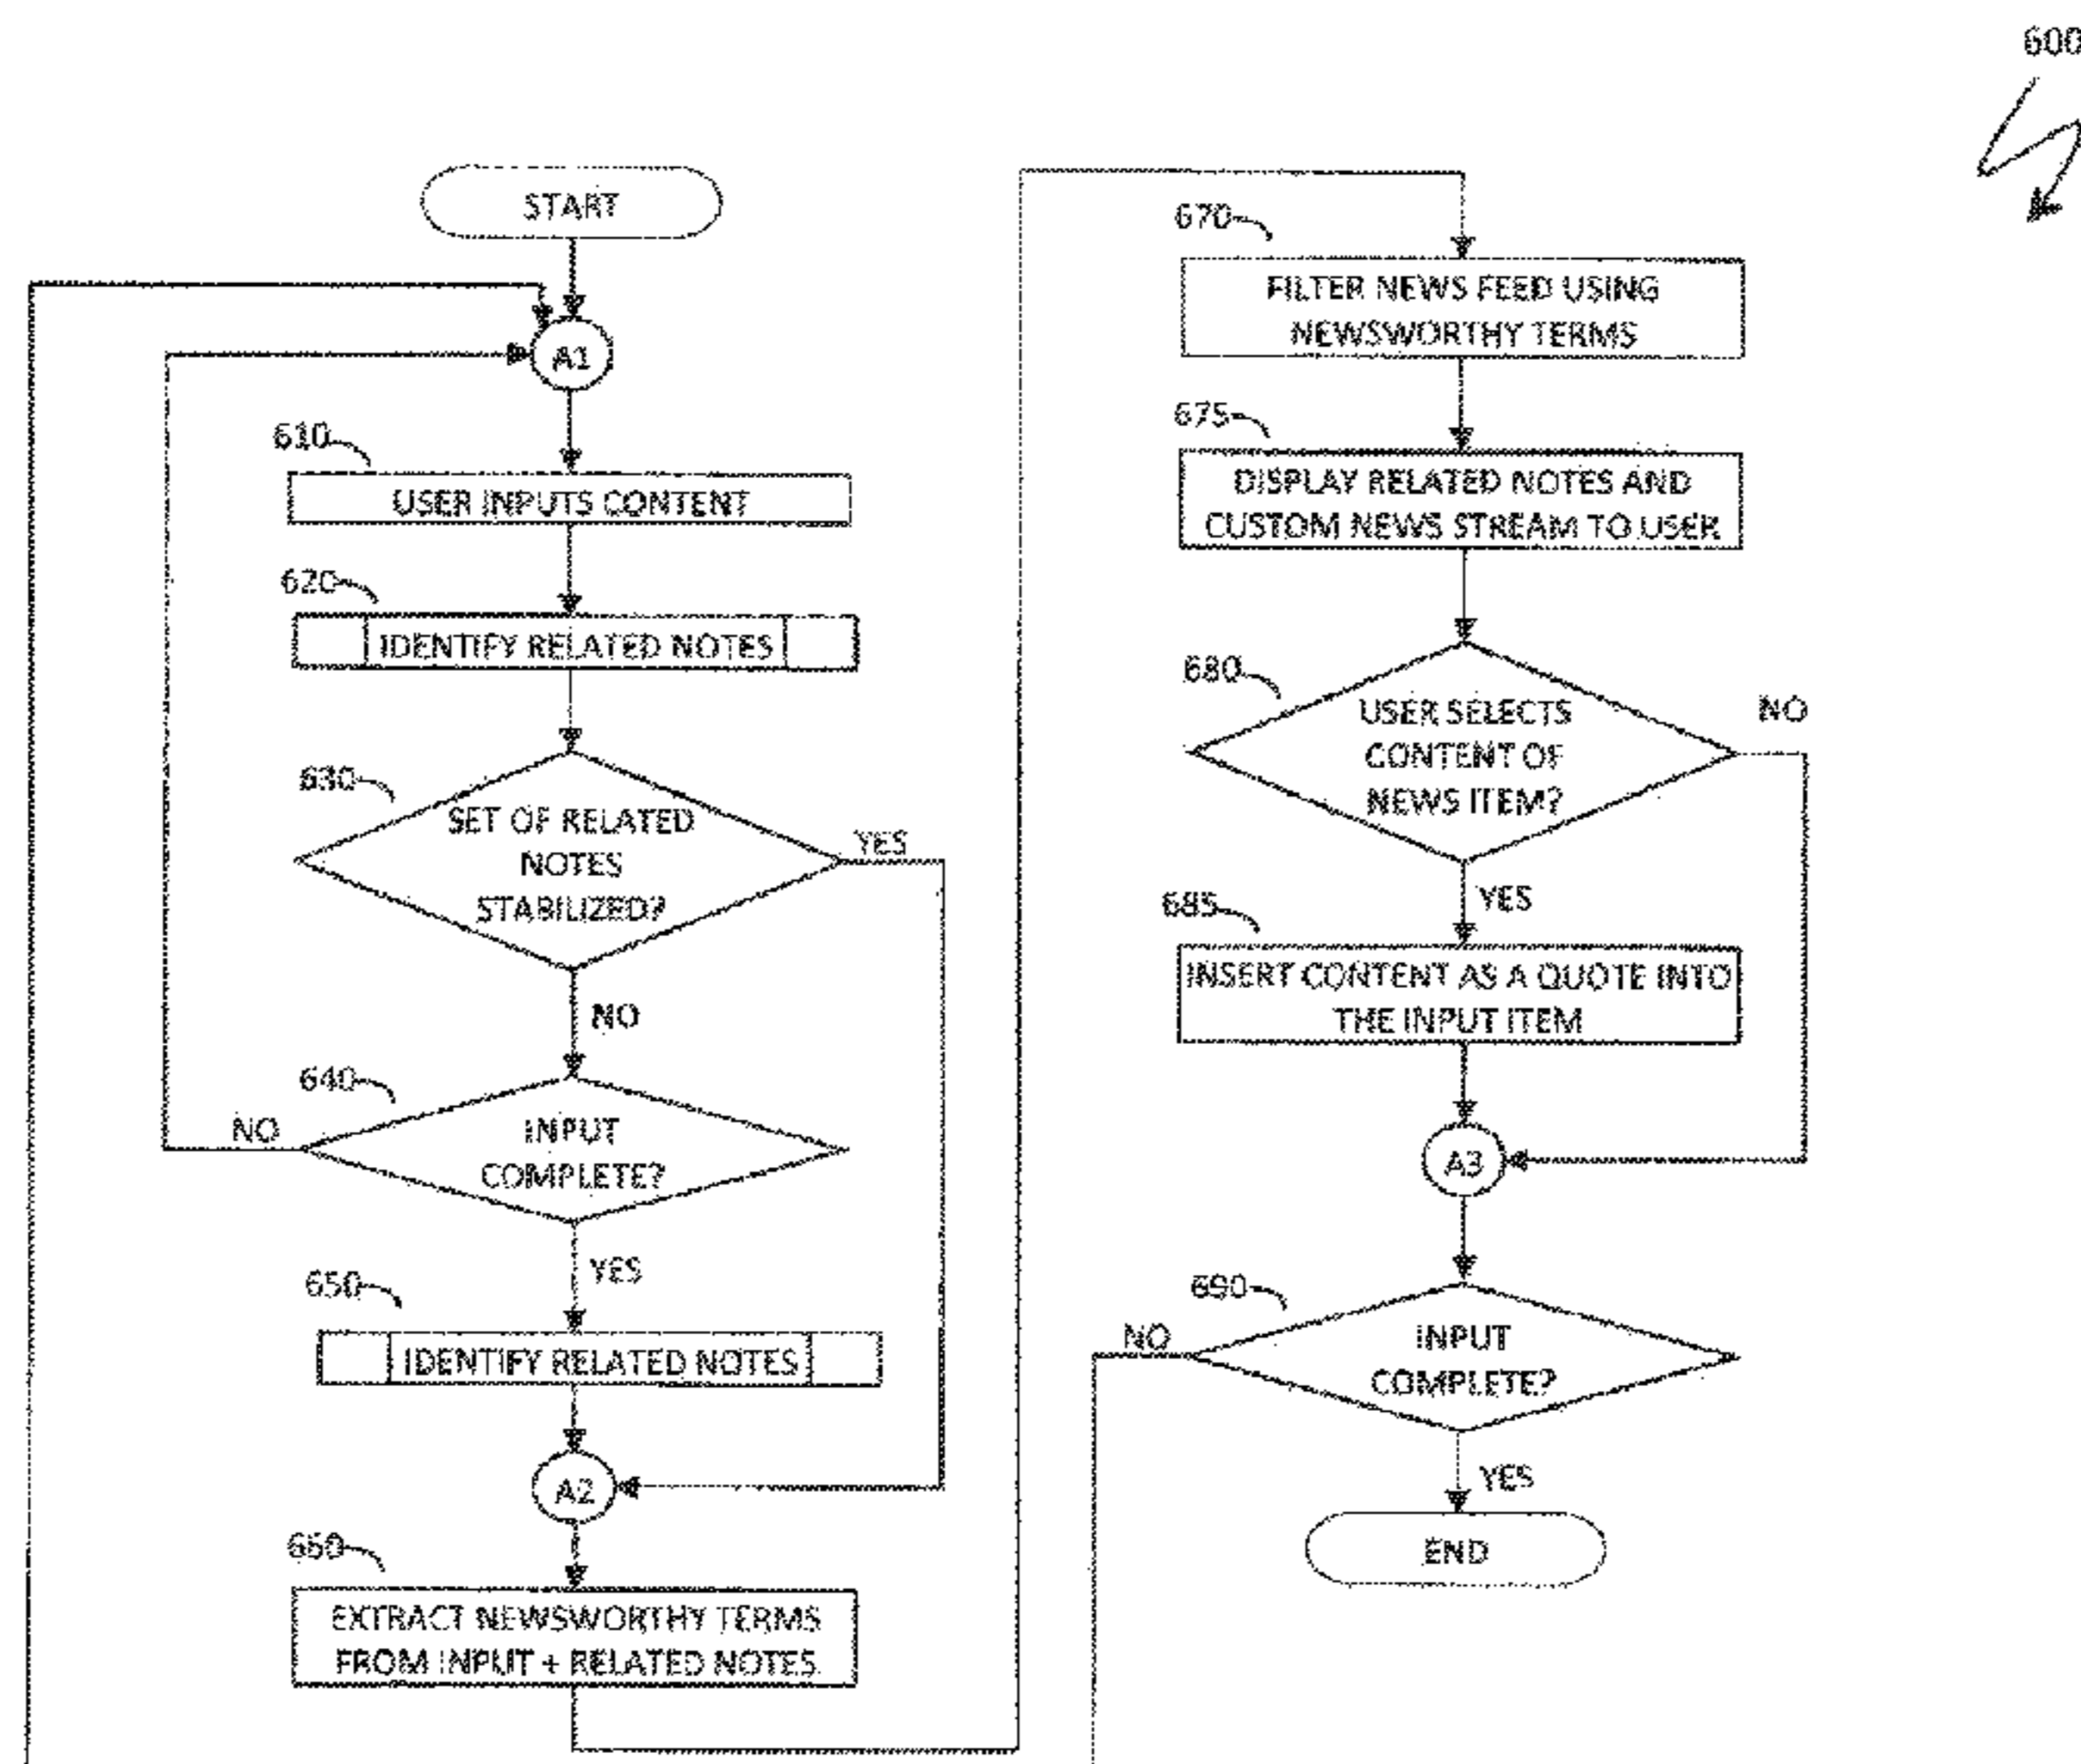 600
START
A1
610
USER INPUTS CONTENT
620
IDENTIFY RELATED NOTES
630
SET OF RELATED
NOTES
STABILIZED?
YES
NO
640
INPUT
COMPLETE?
NO
YES
650
IDENTIFY RELATED NOTES
A2
660
EXTRACT NEWSWORTHY TERMS
FROM INPUT + RELATED NOTES
670
FILTER NEWS FEED USING
NEWSWORTHY TERMS
675
DISPLAY RELATED NOTES AND
CUSTOM NEWS STREAM TO USER
680
USER SELECTS
CONTENT OF
NEWS ITEM?
NO
YES
685
INSERT CONTENT AS A QUOTE INTO
THE INPUT ITEM
A3
690
INPUT
COMPLETE?
NO
YES
END